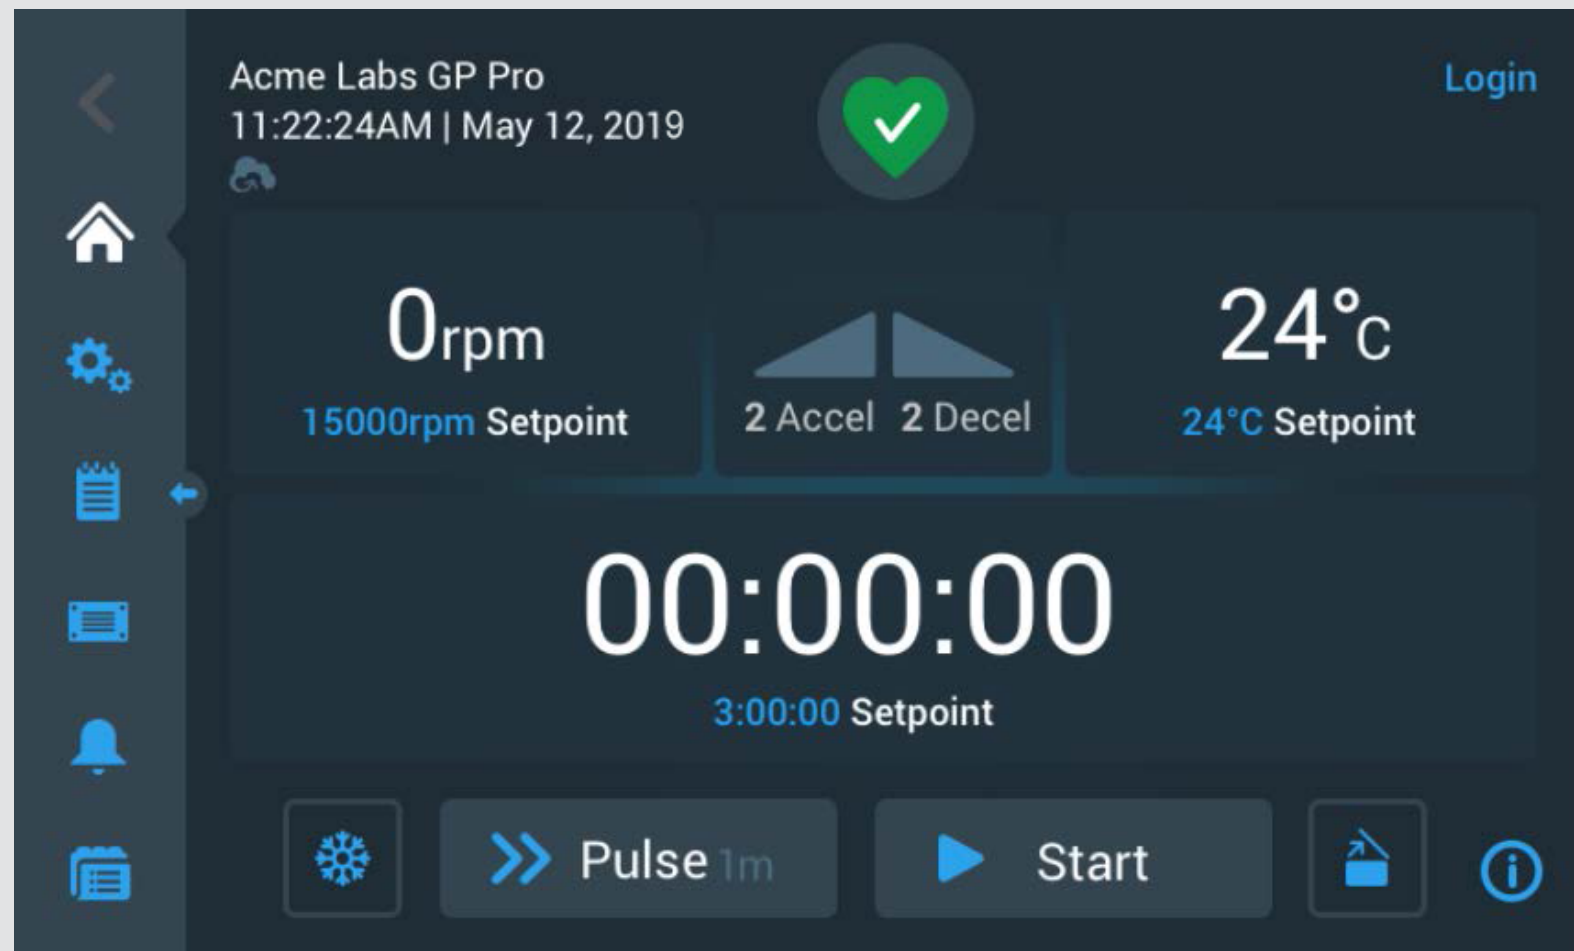 Acme Labs GP Pro
Login
11:22:24AM | May 12, 2019
0rpm
15000rpm Setpoint
2 Accel 2 Decel
24°C
24°C Setpoint
00:00:00
3:00:00 Setpoint
Pulse 1m
Start